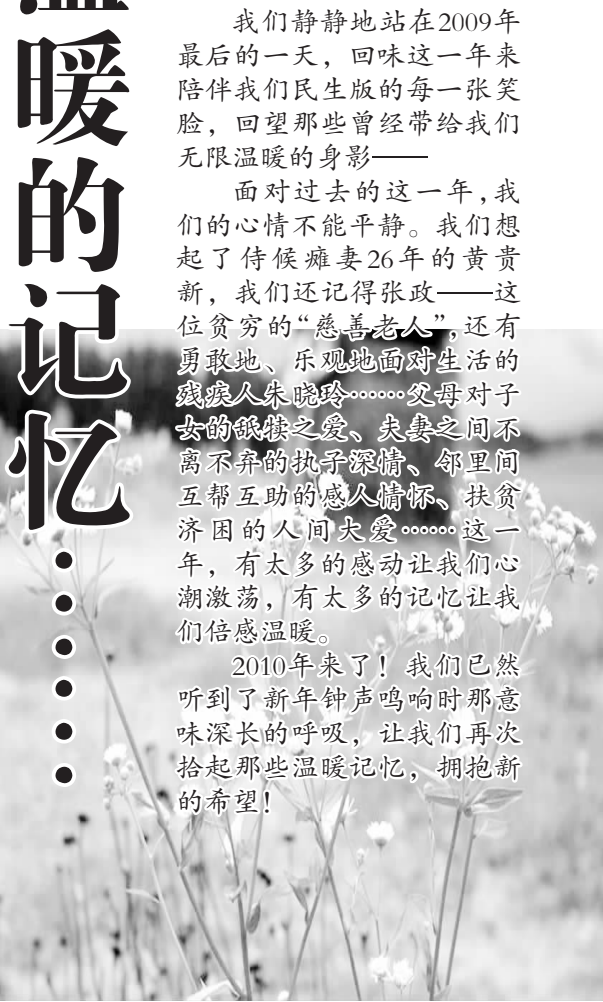 温暖的记忆……
我们静静地站在2009年
最后的一天，回味这一年来
陪伴我们民生版的每一张笑
脸，回望那些曾经带给我们
无限温暖的身影——
面对过去的这一年，我
们的心情不能平静。我们想
起了侍候瘫妻26年的黄贵
新，我们还记得张政——这
位贫穷的“慈善老人”，还有
勇敢地、乐观地面对生活的
残疾人朱晓玲……父母对子
女的舐犊之爱、夫妻之间不
离不弃的执子深情、邻里间
互帮互助的感人情怀、扶贫
济困的人间大爱……这一
年，有太多的感动让我们心
潮激荡，有太多的记忆让我
们倍感温暖。
2010年来了！我们已然
听到了新年钟声鸣响时那意
味深长的呼吸，让我们再次
拾起那些温暖记忆，拥抱新
的希望！